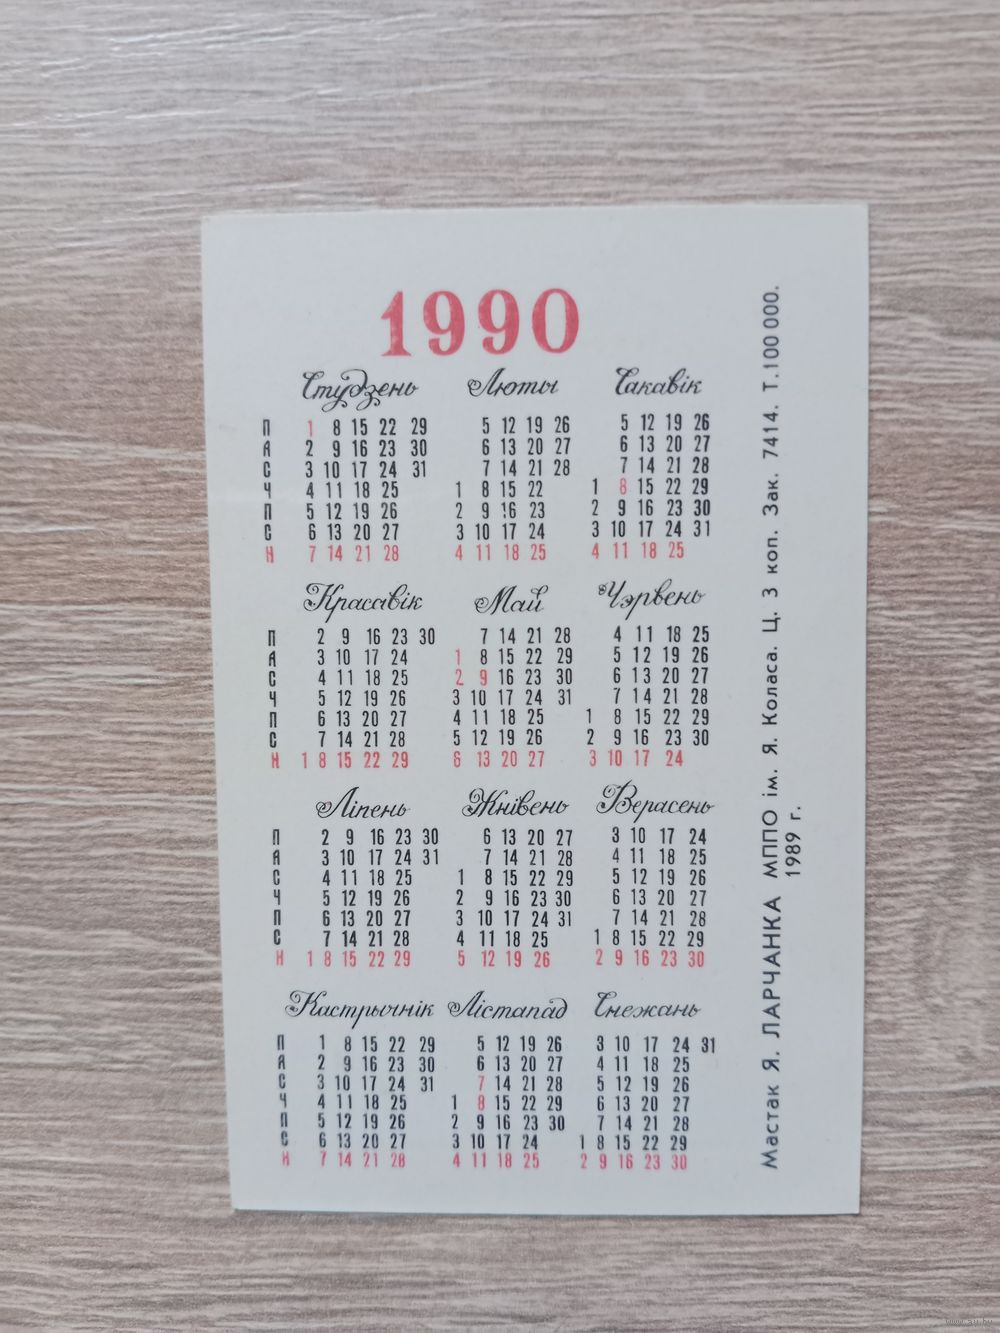 1990
Студзень Люты Сакавік
П 1 8 15 22 29 5 12 19 26 5 12 19 26
А 2 9 16 23 30 6 13 20 27 6 13 20 27
С 3 10 17 24 31 7 14 21 28 7 14 21 28
Ч 4 11 18 25 1 8 15 22 1 8 15 22 29
П 5 12 19 26 2 9 16 23 2 9 16 23 30
С 6 13 20 27 3 10 17 24 3 10 17 24 31
Н 7 14 21 28 4 11 18 25 4 11 18 25
Красавік Май Чэрвень
П 2 9 16 23 30 7 14 21 28 4 11 18 25
А 3 10 17 24 1 8 15 22 29 5 12 19 26
С 4 11 18 25 2 9 16 23 30 6 13 20 27
Ч 5 12 19 26 3 10 17 24 31 7 14 21 28
П 6 13 20 27 4 11 18 25 1 8 15 22 29
С 7 14 21 28 5 12 19 26 2 9 16 23 30
Н 1 8 15 22 29 6 13 20 27 3 10 17 24
Ліпень Жнівень Верасень
П 2 9 16 23 30 6 13 20 27 3 10 17 24
А 3 10 17 24 31 7 14 21 28 4 11 18 25
С 4 11 18 25 1 8 15 22 29 5 12 19 26
Ч 5 12 19 26 2 9 16 23 30 6 13 20 27
П 6 13 20 27 3 10 17 24 31 7 14 21 28
С 7 14 21 28 4 11 18 25 1 8 15 22 29
Н 1 8 15 22 29 5 12 19 26 2 9 16 23 30
Кастрычнік Лістапад Снежань
П 1 8 15 22 29 5 12 19 26 3 10 17 24 31
А 2 9 16 23 30 6 13 20 27 4 11 18 25
С 3 10 17 24 31 7 14 21 28 5 12 19 26
Ч 4 11 18 25 1 8 15 22 29 6 13 20 27
П 5 12 19 26 2 9 16 23 30 7 14 21 28
С 6 13 20 27 3 10 17 24 1 8 15 22 29
Н 7 14 21 28 4 11 18 25 2 9 16 23 30
Мастак Я. ЛАРЧАНКА МППО ім. Я. Коласа. Ц. 3 коп. Зак. 7414. Т.100 000.
1989 г.